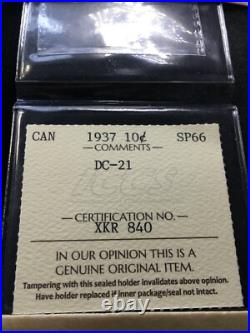 CAN 1937 10¢ SP66
COMMENTS
DC-21
ICCS
CERTIFICATION NO.
XKR 840
IN OUR OPINION THIS IS A
GENUINE ORIGINAL ITEM.
Tampering with this sealed holder invalidates above opinion.
Have holder replaced if inner package/seal not intact.